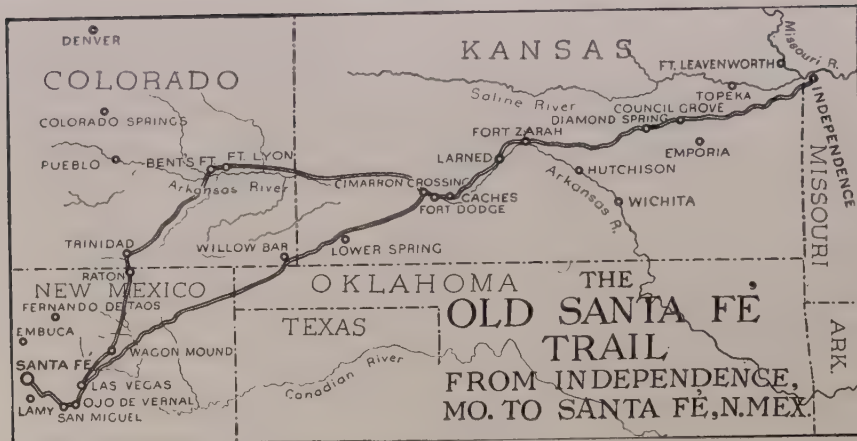 DENVER
COLORADO
COLORADO SPRINGS
PUEBLO
BENTS FT.
FT. LYON
Arkansas River
TRINIDAD
KANSAS
Missouri R.
FT. LEAVENWORTH
TOPEKA
Saline River
COUNCIL GROVE
DIAMOND SPRING
FORT ZARAH
EMPORIA
LARNED
HUTCHISON
CIMARRON CROSSING
CACHES
FORT DODGE
Arkansas R.
WICHITA
WILLOW BAR
LOWER SPRING
INDEPENDENCE
MISSOURI
RATON
NEW MEXICO
FERNANDO DE TAOS
EMBUCA
SANTA FÉ
WAGON MOUND
LAS VEGAS
LAMY
OJO DE VERNAL
SAN MIGUEL
OKLAHOMA
TEXAS
Canadian River
ARK.
THE
OLD SANTA FÉ
TRAIL
FROM INDEPENDENCE,
MO. TO SANTA FÉ, N.MEX.